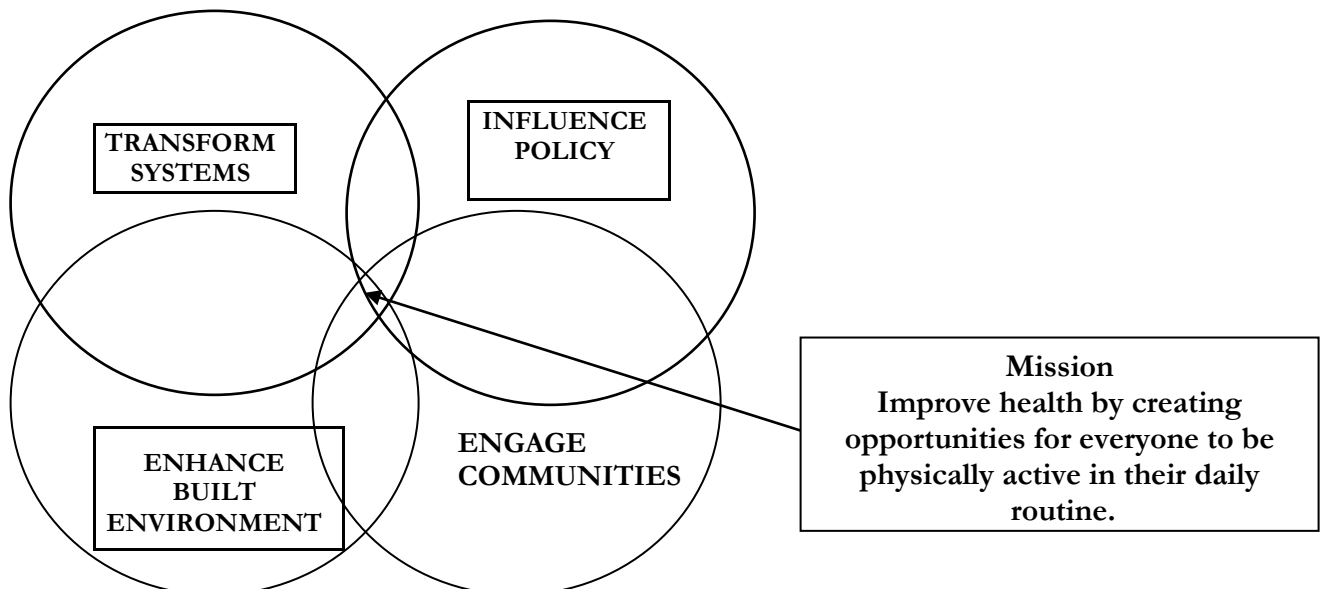 TRANSFORM
SYSTEMS
INFLUENCE
POLICY
ENHANCE
BUILT
ENVIRONMENT
ENGAGE
COMMUNITIES
Mission
Improve health by creating
opportunities for everyone to be
physically active in their daily
routine.